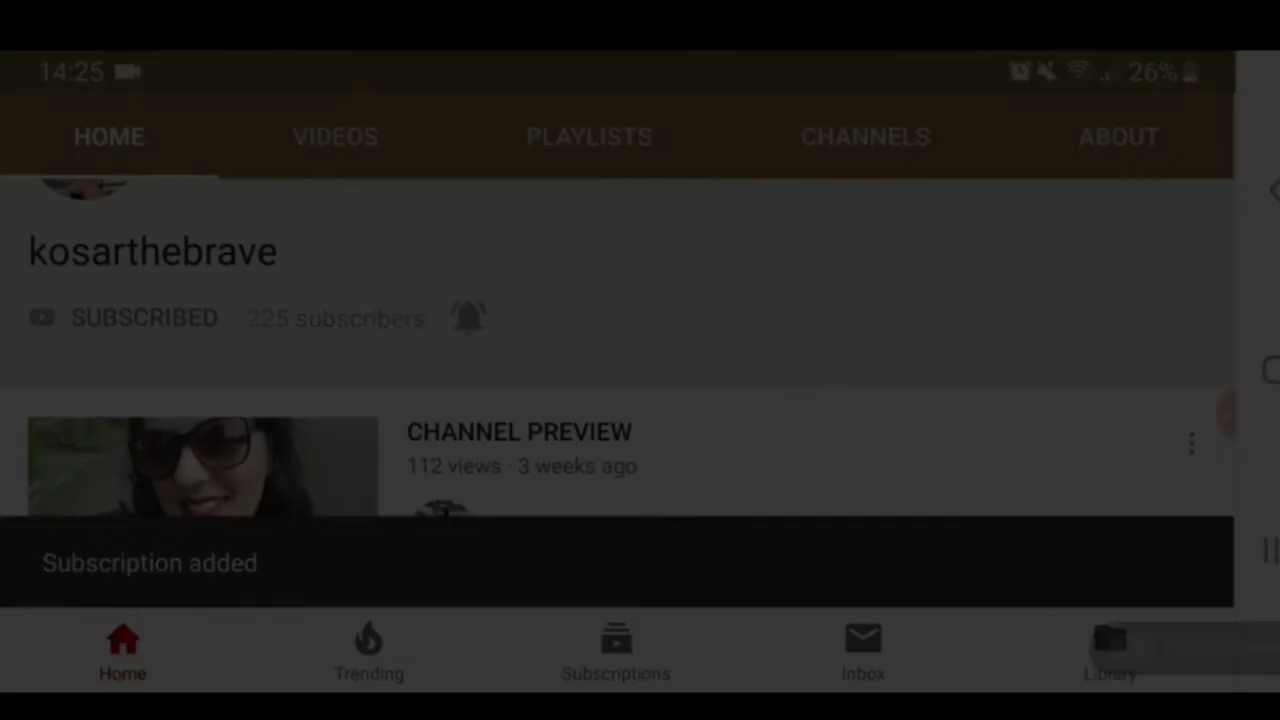 14:25 26%
HOME VIDEOS PLAYLISTS CHANNELS ABOUT
kosarthebrave
SUBSCRIBED 225 subscribers
CHANNEL PREVIEW
112 views · 3 weeks ago
Subscription added
Home Trending Subscriptions Inbox Library